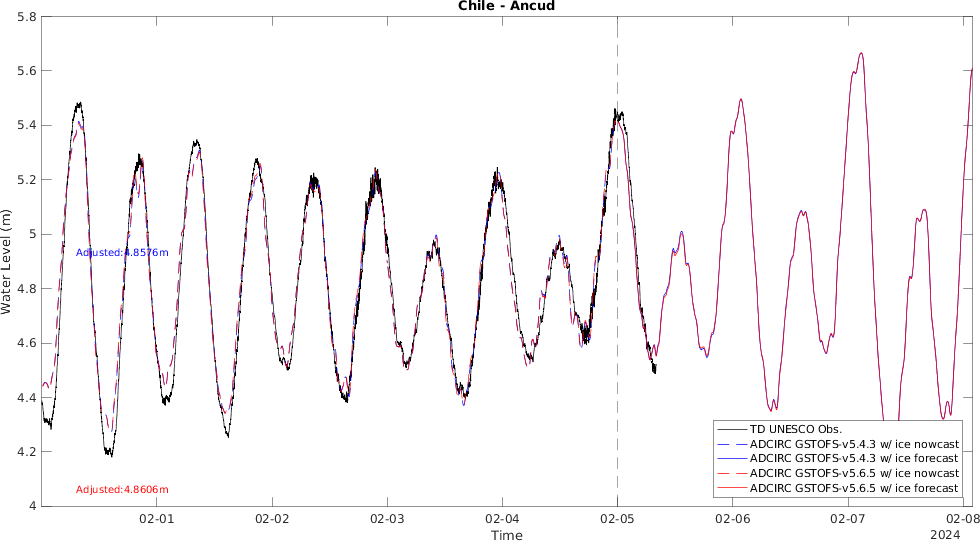 Chile - Ancud
5.8
5.6
5.4
5.2
5
4.8
4.6
4.4
4.2
4
Water Level (m)
Adjusted:4.8576m
Adjusted:4.8606m
TD UNESCO Obs.
ADCIRC GSTOFS-v5.4.3 w/ ice nowcast
ADCIRC GSTOFS-v5.4.3 w/ ice forecast
ADCIRC GSTOFS-v5.6.5 w/ ice nowcast
ADCIRC GSTOFS-v5.6.5 w/ ice forecast
02-01 02-02 02-03 02-04 02-05 02-06 02-07 02-08
Time
2024